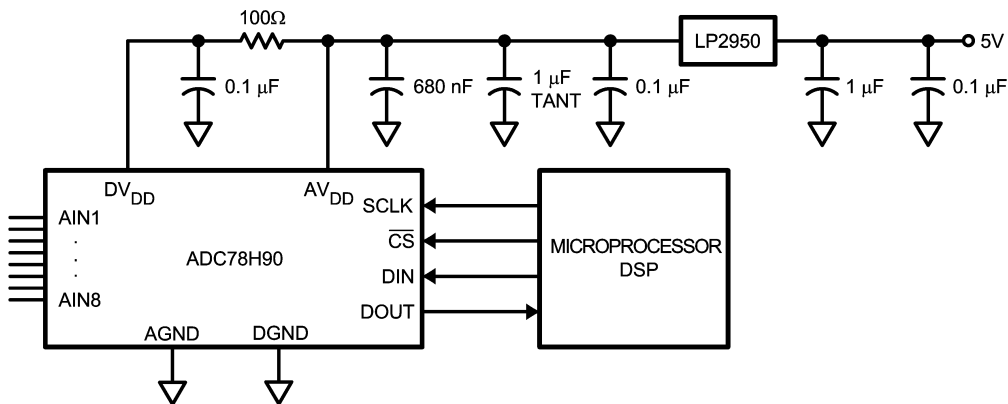 100Ω
LP2950
5V
0.1 μF
680 nF
1 μF
TANT
0.1 μF
1 μF
0.1 μF
DVDD
AVDD
AIN1
.
.
.
AIN8
ADC78H90
SCLK
CS
DIN
DOUT
AGND
DGND
MICROPROCESSOR
DSP